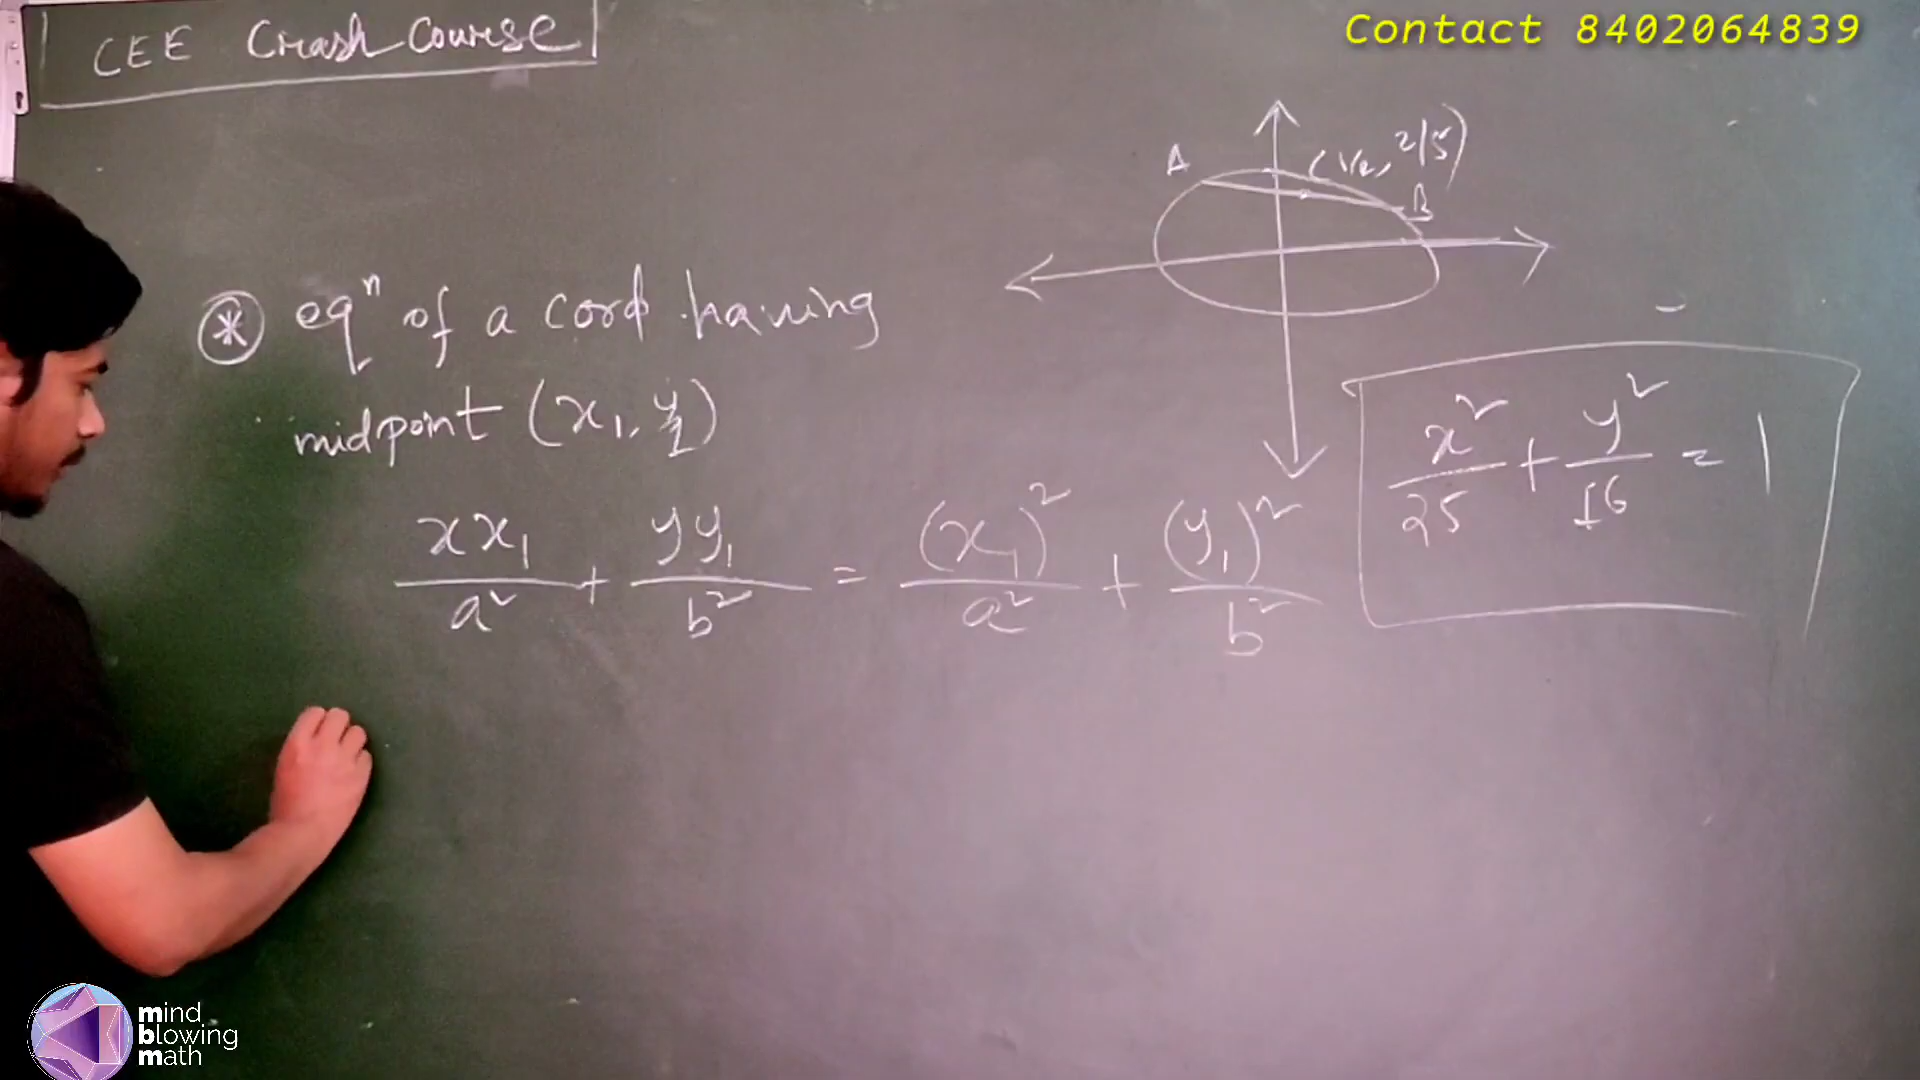 CEE Crash Course
Contact 8402064839
A
(1/2, 2/5)
B
* eqⁿ of a cord having
midpoint (x₁, y₁)
xx₁/a² + yy₁/b² = (x₁)²/a² + (y₁)²/b²
x²/25 + y²/16 = 1
mind
blowing
math